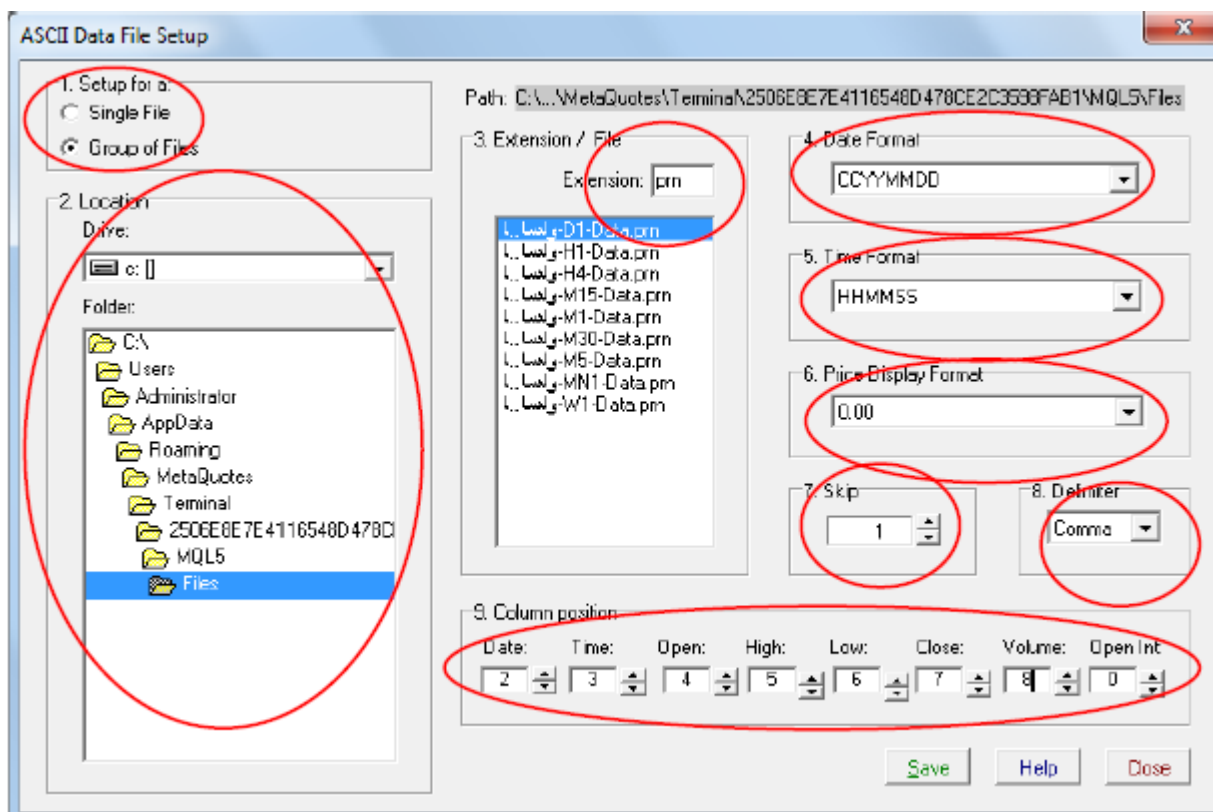 ASCII Data File Setup
1. Setup for a:
Single File
Group of Files
2. Location
Drive:
c: []
Folder:
C:\
Users
Administrator
AppData
Roaming
MetaQuotes
Terminal
2506E8E7E4116548D478C
MQL5
Files
Path: C:\...\MetaQuotes\Terminal\2506E8E7E4116548D478CE2C3598FAB1\MQL5\Files
3. Extension / File
Extension: prn
-D1-Data.prn
-H1-Data.prn
-H4-Data.prn
-M15-Data.prn
-M1-Data.prn
-M30-Data.prn
-M5-Data.prn
-MN1-Data.prn
-W1-Data.prn
4. Date Format
CCYYMMDD
5. Time Format
HHMMSS
6. Price Display Format
0.00
7. Skip
1
8. Delimiter
Comma
9. Column position
Date: Time: Open: High: Low: Close: Volume: Open Int
2 3 4 5 6 7 8 0
Save Help Close